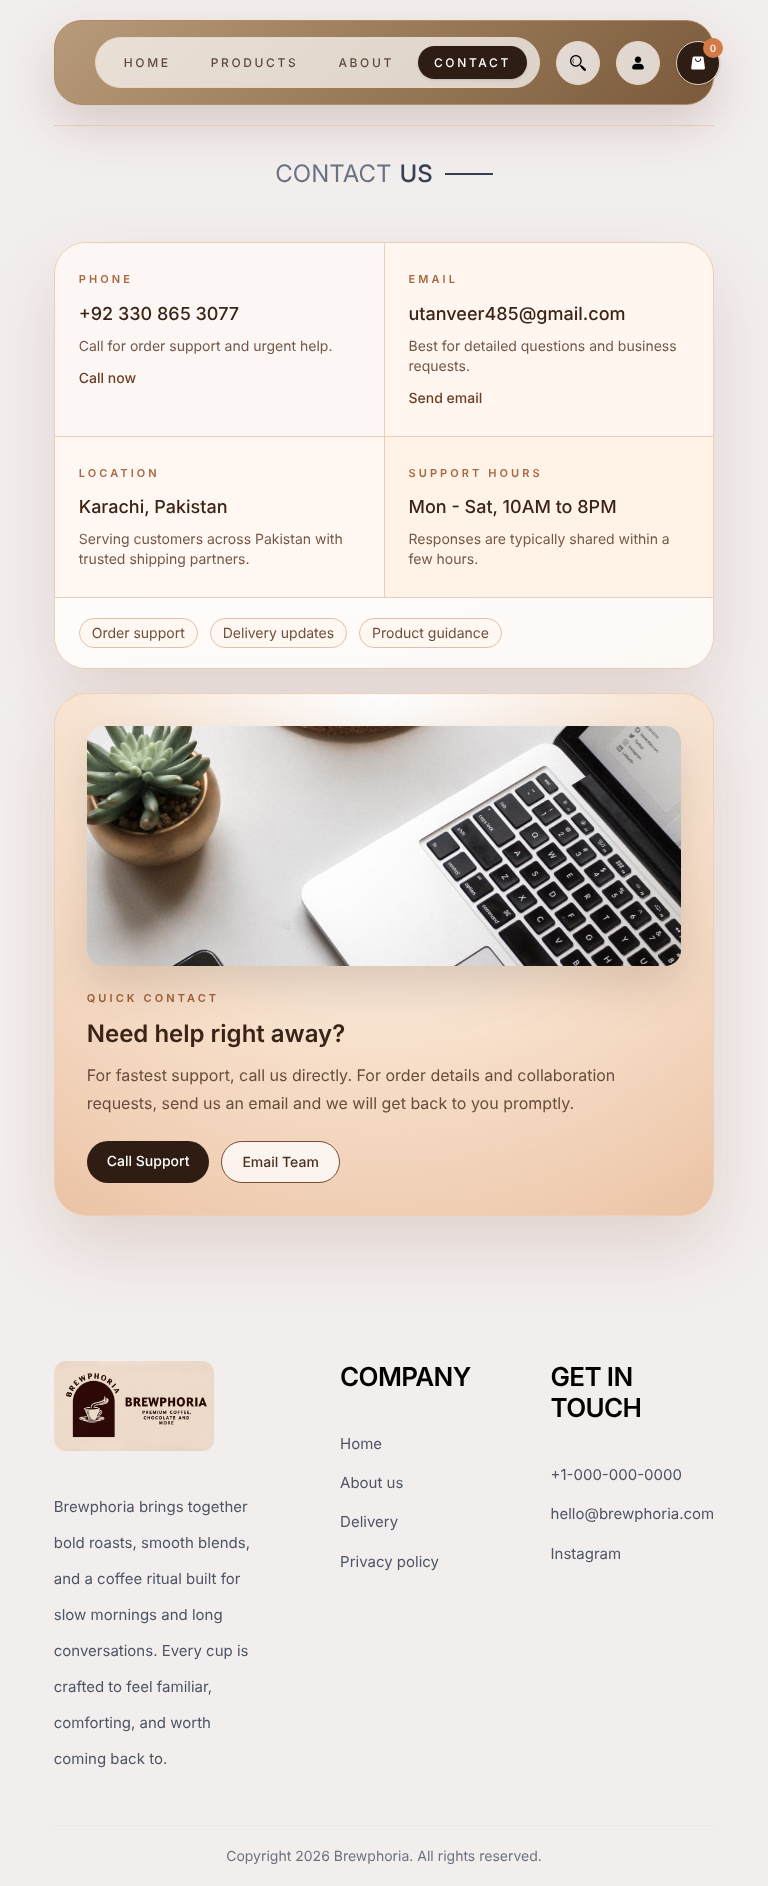 HOME PRODUCTS ABOUT CONTACT 0
CONTACT US
PHONE
+92 330 865 3077
Call for order support and urgent help.
Call now
EMAIL
utanveer485@gmail.com
Best for detailed questions and business
requests.
Send email
LOCATION
Karachi, Pakistan
Serving customers across Pakistan with
trusted shipping partners.
SUPPORT HOURS
Mon - Sat, 10AM to 8PM
Responses are typically shared within a
few hours.
Order support Delivery updates Product guidance
QUICK CONTACT
Need help right away?
For fastest support, call us directly. For order details and collaboration
requests, send us an email and we will get back to you promptly.
Call Support Email Team
BREWPHORIA
BREWPHORIA
PREMIUM COFFEE,
CHOCOLATE AND
MORE
Brewphoria brings together
bold roasts, smooth blends,
and a coffee ritual built for
slow mornings and long
conversations. Every cup is
crafted to feel familiar,
comforting, and worth
coming back to.
COMPANY
Home
About us
Delivery
Privacy policy
GET IN
TOUCH
+1-000-000-0000
hello@brewphoria.com
Instagram
Copyright 2026 Brewphoria. All rights reserved.